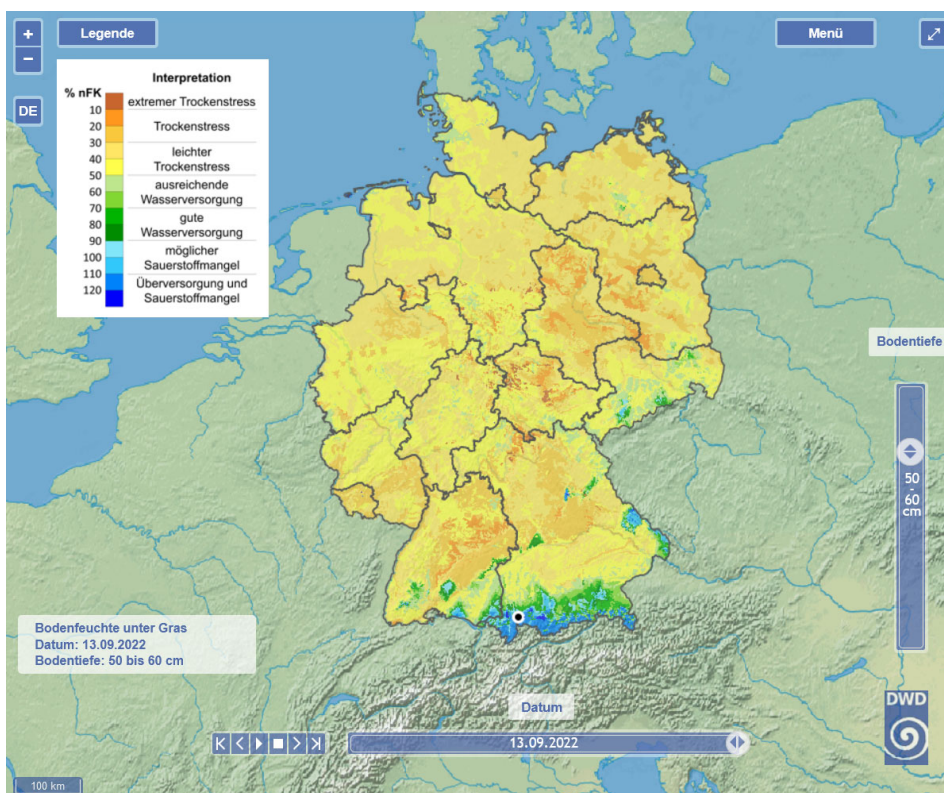 +
Legende
Menü
−
DE
Interpretation
% nFK
extremer Trockenstress
10
Trockenstress
20
30
leichter
Trockenstress
40
50
ausreichende
Wasserversorgung
60
70
gute
Wasserversorgung
80
90
möglicher
Sauerstoffmangel
100
110
Überversorgung und
Sauerstoffmangel
120
Bodentiefe
50
-
60
cm
Bodenfeuchte unter Gras
Datum: 13.09.2022
Bodentiefe: 50 bis 60 cm
Datum
13.09.2022
DWD
100 km